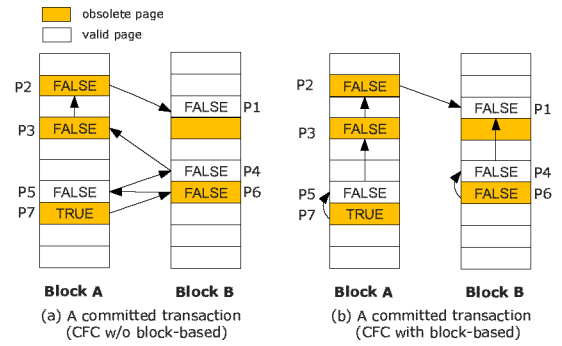 obsolete page
valid page
P2 FALSE
FALSE P1
P3 FALSE
FALSE P4
P5 FALSE
FALSE P6
P7 TRUE
Block A
Block B
(a) A committed transaction
(CFC w/o block-based)
P2 FALSE
FALSE P1
P3 FALSE
FALSE P4
P5 FALSE
FALSE P6
P7 TRUE
Block A
Block B
(b) A committed transaction
(CFC with block-based)